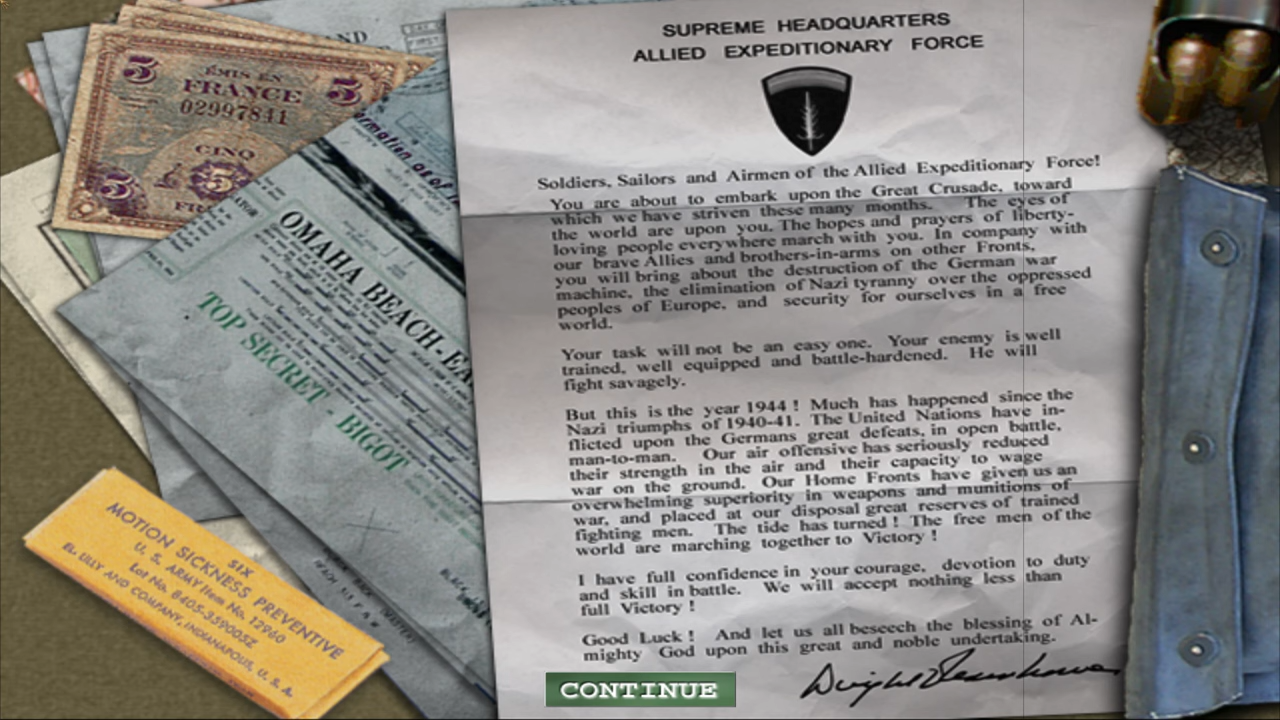 SUPREME HEADQUARTERS
ALLIED EXPEDITIONARY FORCE
Soldiers, Sailors and Airmen of the Allied Expeditionary Force!
You are about to embark upon the Great Crusade, toward
which we have striven these many months. The eyes of
the world are upon you. The hopes and prayers of liberty-
loving people everywhere march with you. In company with
our brave Allies and brothers-in-arms on other Fronts,
you will bring about the destruction of the German war
machine, the elimination of Nazi tyranny over the oppressed
peoples of Europe, and security for ourselves in a free
world.
Your task will not be an easy one. Your enemy is well
trained, well equipped and battle-hardened. He will
fight savagely.
But this is the year 1944 ! Much has happened since the
Nazi triumphs of 1940-41. The United Nations have in-
flicted upon the Germans great defeats, in open battle,
man-to-man. Our air offensive has seriously reduced
their strength in the air and their capacity to wage
war on the ground. Our Home Fronts have given us an
overwhelming superiority in weapons and munitions of
war, and placed at our disposal great reserves of trained
fighting men. The tide has turned ! The free men of the
world are marching together to Victory !
I have full confidence in your courage, devotion to duty
and skill in battle. We will accept nothing less than
full Victory !
Good Luck ! And let us all beseech the blessing of Al-
mighty God upon this great and noble undertaking.
Dwight D Eisenhower
CONTINUE
5 5
ÉMIS EN
FRANCE
02997841
CINQ
5 5
FR
ND
FIRST
ormation as of
OMAHA BEACH-EA
TOP SECRET - BIGOT
SIX
MOTION SICKNESS PREVENTIVE
U. S. ARMY Item No. 12960
Lot No. 8405-359005Z
ELI LILLY AND COMPANY, INDIANAPOLIS, U. S. A.